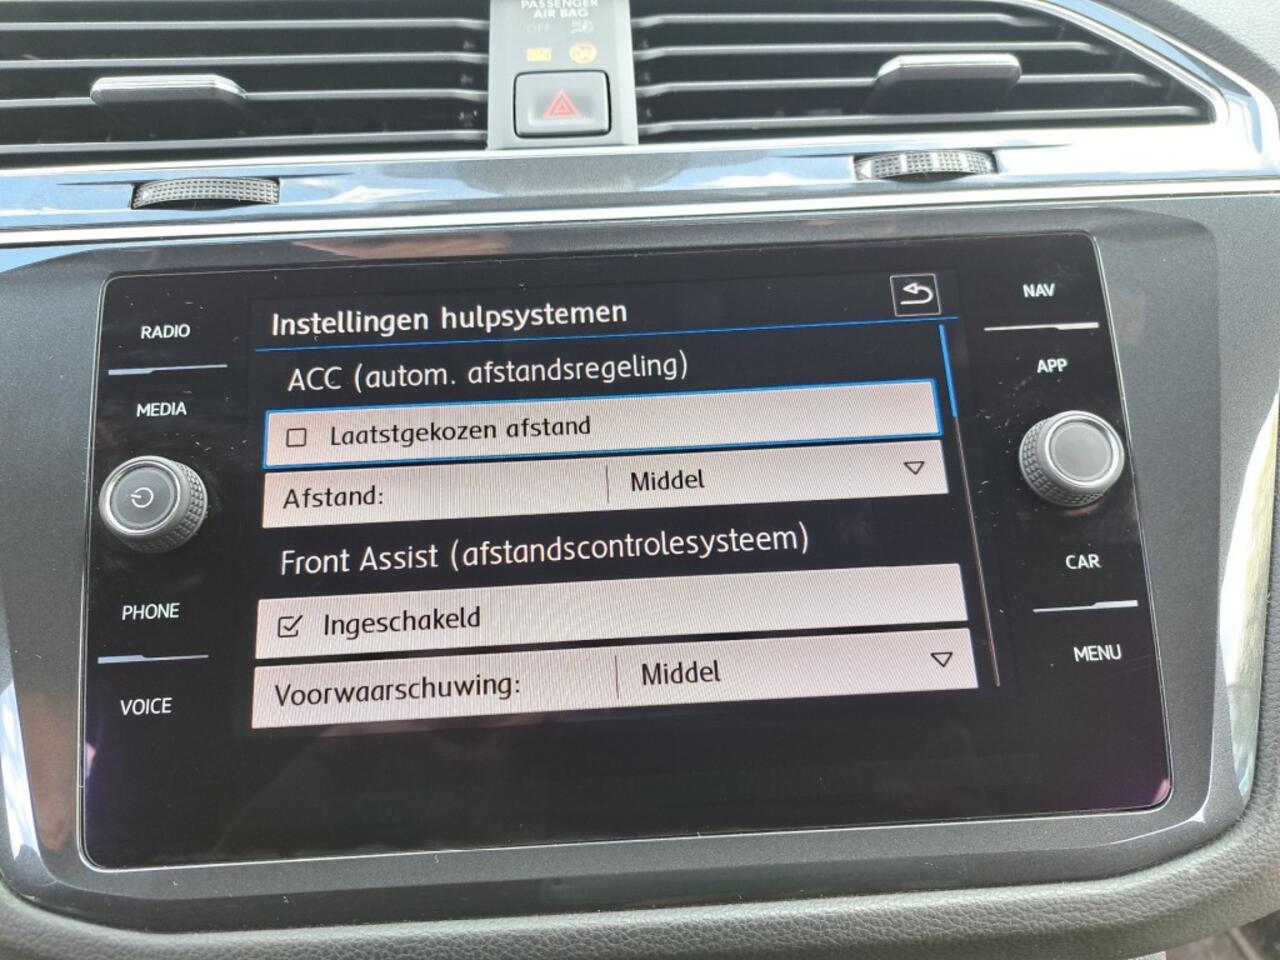 PASSENGER
AIR BAG
OFF
RADIO
MEDIA
PHONE
VOICE
Instellingen hulpsystemen
ACC (autom. afstandsregeling)
Laatstgekozen afstand
Afstand: Middel
Front Assist (afstandscontrolesysteem)
Ingeschakeld
Voorwaarschuwing: Middel
NAV
APP
CAR
MENU